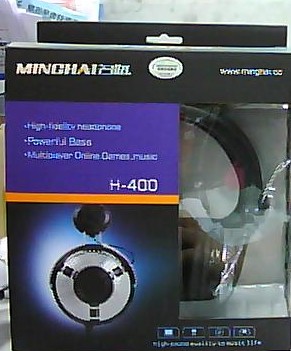 MINGHAI
www.minghai.cc
·High-fidelity headphone
·Powerful Bass
·Multiplayer Online Games,music
H-400
high-sound quality to music life